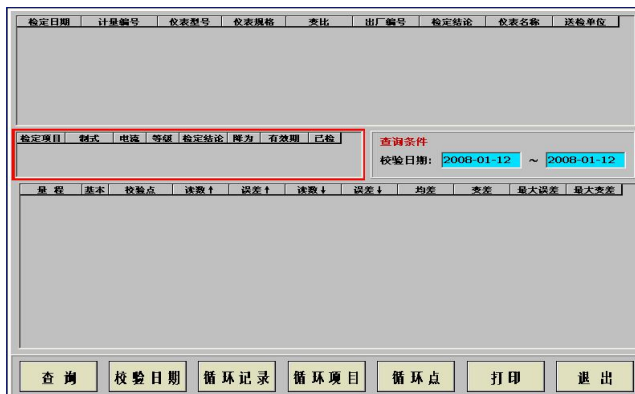 检定日期 计量编号 仪表型号 仪表规格 变比 出厂编号 检定结论 仪表名称 送检单位
检定项目 制式 电流 等级 检定结论 降为 有效期 已检
查询条件
校验日期: 2008-01-12 ~ 2008-01-12
量 程 基本 校验点 读数↑ 误差↑ 读数↓ 误差↓ 均差 变差 最大误差 最大变差
查 询 校 验 日 期 循 环 记 录 循 环 项 目 循 环 点 打 印 退 出